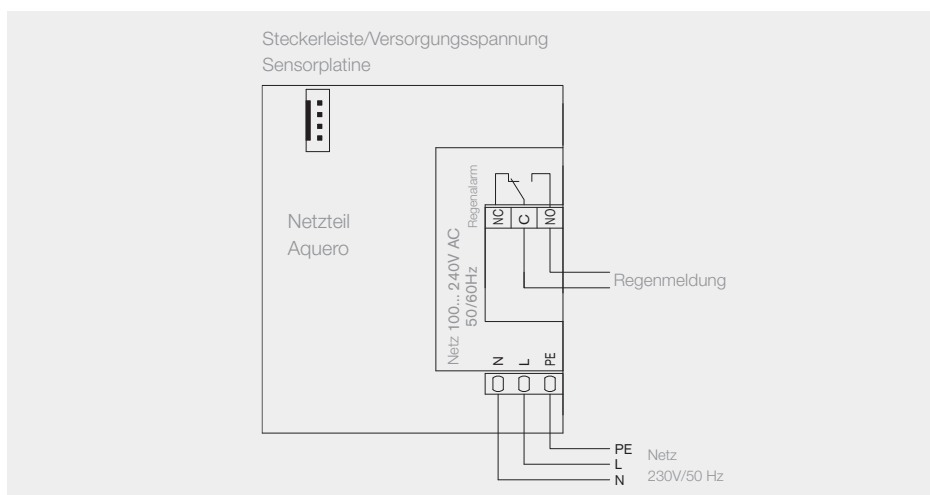 Steckerleiste/Versorgungsspannung
Sensorplatine
Regenalarm
NC C NO
Netzteil
Aquero
Netz 100... 240V AC
50/60Hz
Regenmeldung
N L PE
PE
L
N
Netz
230V/50 Hz